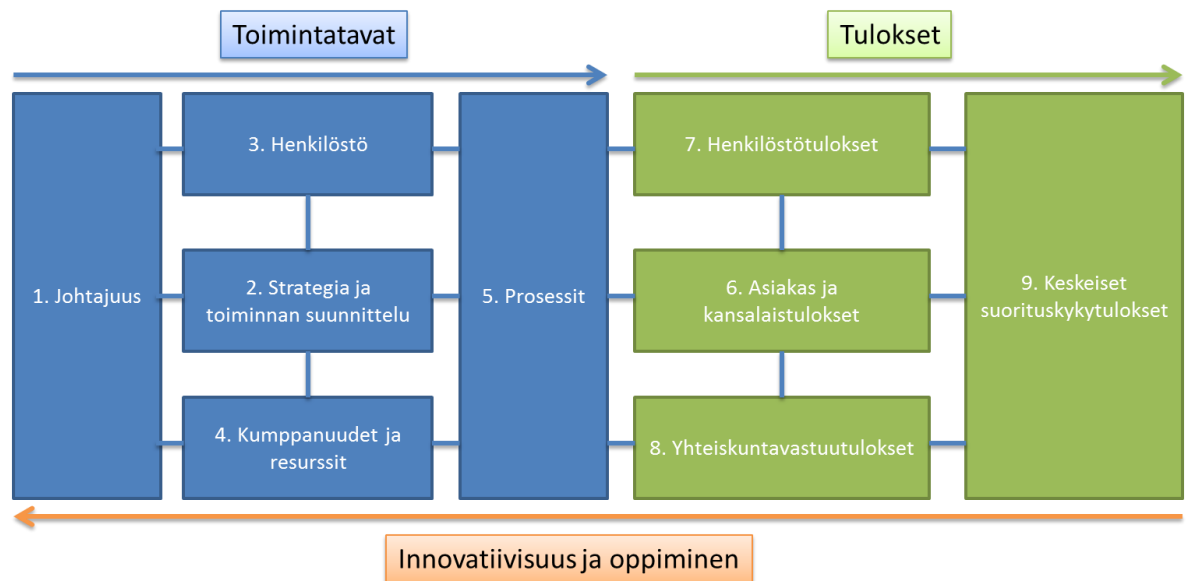 Toimintatavat
Tulokset
1. Johtajuus
3. Henkilöstö
2. Strategia ja
toiminnan suunnittelu
4. Kumppanuudet ja
resurssit
5. Prosessit
7. Henkilöstötulokset
6. Asiakas ja
kansalaistulokset
8. Yhteiskuntavastuutulokset
9. Keskeiset
suorituskykytulokset
Innovatiivisuus ja oppiminen